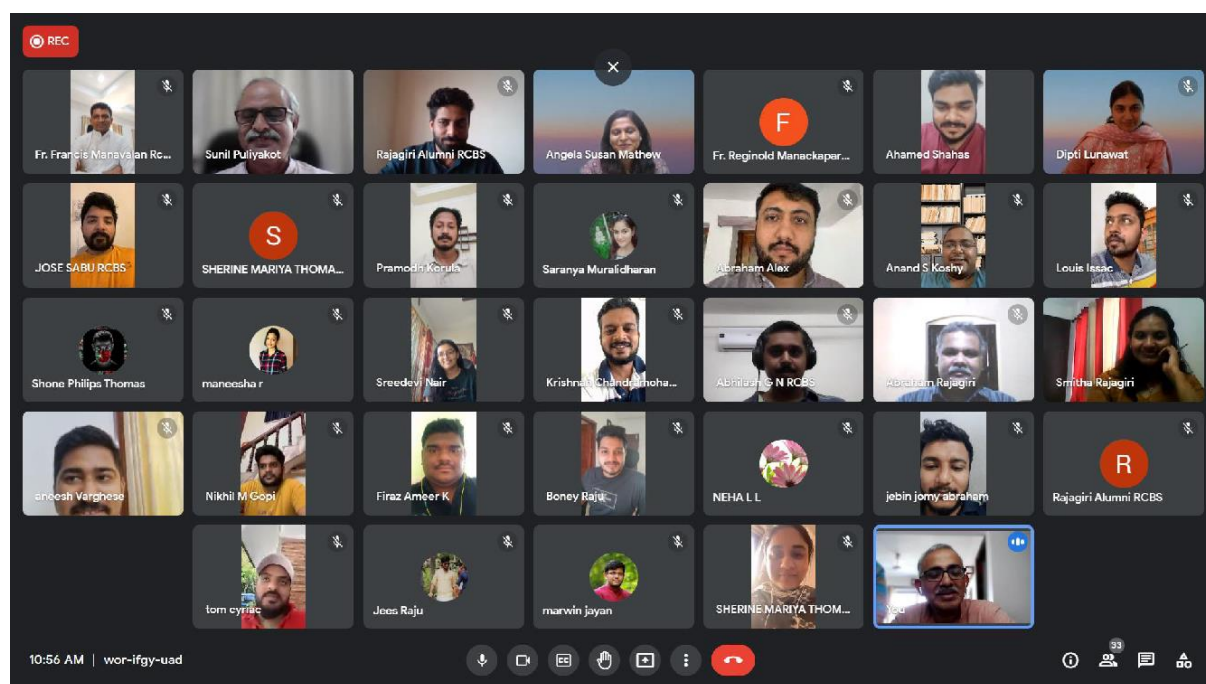 REC
Fr. Francis Manavalan Rc...
Sunil Puliyakot
Rajagiri Alumni RCBS
Angela Susan Mathew
F
Fr. Reginold Manackapar...
Ahamed Shahas
Dipti Lunawat
JOSE SABU RCBS
S
SHERINE MARIYA THOMA...
Pramodh Korula
Saranya Muralidharan
Abraham Alex
Anand S Koshy
Louis Issac
Shone Philips Thomas
maneesha r
Sreedevi Nair
Krishnan Chandramoha...
Abhilash G N RCBS
Abraham Rajagiri
Smitha Rajagiri
aneesh Varghese
Nikhil M Gopi
Firaz Ameer K
Boney Raju
NEHA L L
jebin jomy abraham
R
Rajagiri Alumni RCBS
tom cyriac
Jees Raju
marwin jayan
SHERINE MARIYA THOM...
You
10:56 AM | wor-ifgy-uad
CC
33